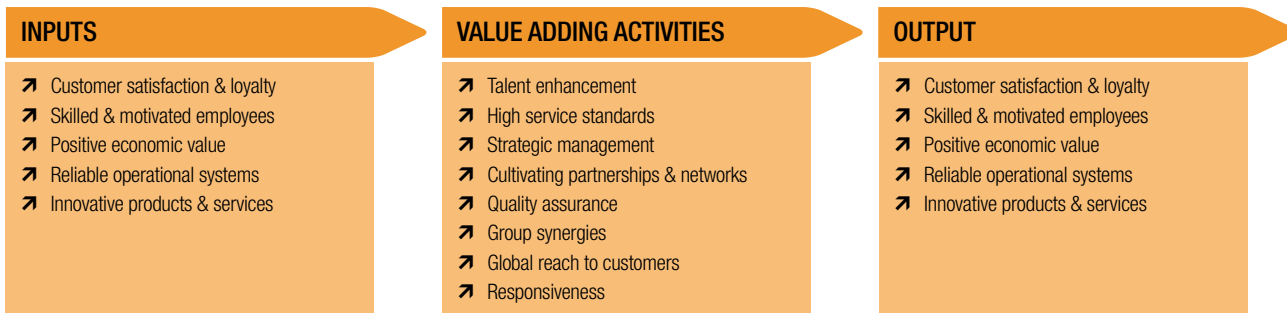 INPUTS
Customer satisfaction & loyalty
Skilled & motivated employees
Positive economic value
Reliable operational systems
Innovative products & services
VALUE ADDING ACTIVITIES
Talent enhancement
High service standards
Strategic management
Cultivating partnerships & networks
Quality assurance
Group synergies
Global reach to customers
Responsiveness
OUTPUT
Customer satisfaction & loyalty
Skilled & motivated employees
Positive economic value
Reliable operational systems
Innovative products & services